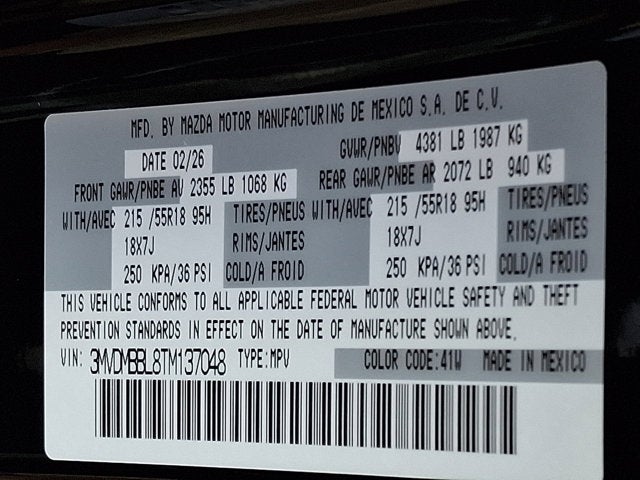 MFD. BY MAZDA MOTOR MANUFACTURING DE MEXICO S.A. DE C.V.
DATE 02/26 GVWR/PNBV 4381 LB 1987 KG
FRONT GAWR/PNBE AV 2355 LB 1068 KG REAR GAWR/PNBE AR 2072 LB 940 KG
WITH/AVEC 215 /55R18 95H TIRES/PNEUS WITH/AVEC 215 /55R18 95H TIRES/PNEUS
18X7J RIMS/JANTES 18X7J RIMS/JANTES
250 KPA/36 PSI COLD/A FROID 250 KPA/36 PSI COLD/A FROID
THIS VEHICLE CONFORMS TO ALL APPLICABLE FEDERAL MOTOR VEHICLE SAFETY AND THEFT
PREVENTION STANDARDS IN EFFECT ON THE DATE OF MANUFACTURE SHOWN ABOVE.
VIN: 3MVDMBBL8TM137048 TYPE:MPV COLOR CODE:41W MADE IN MEXICO